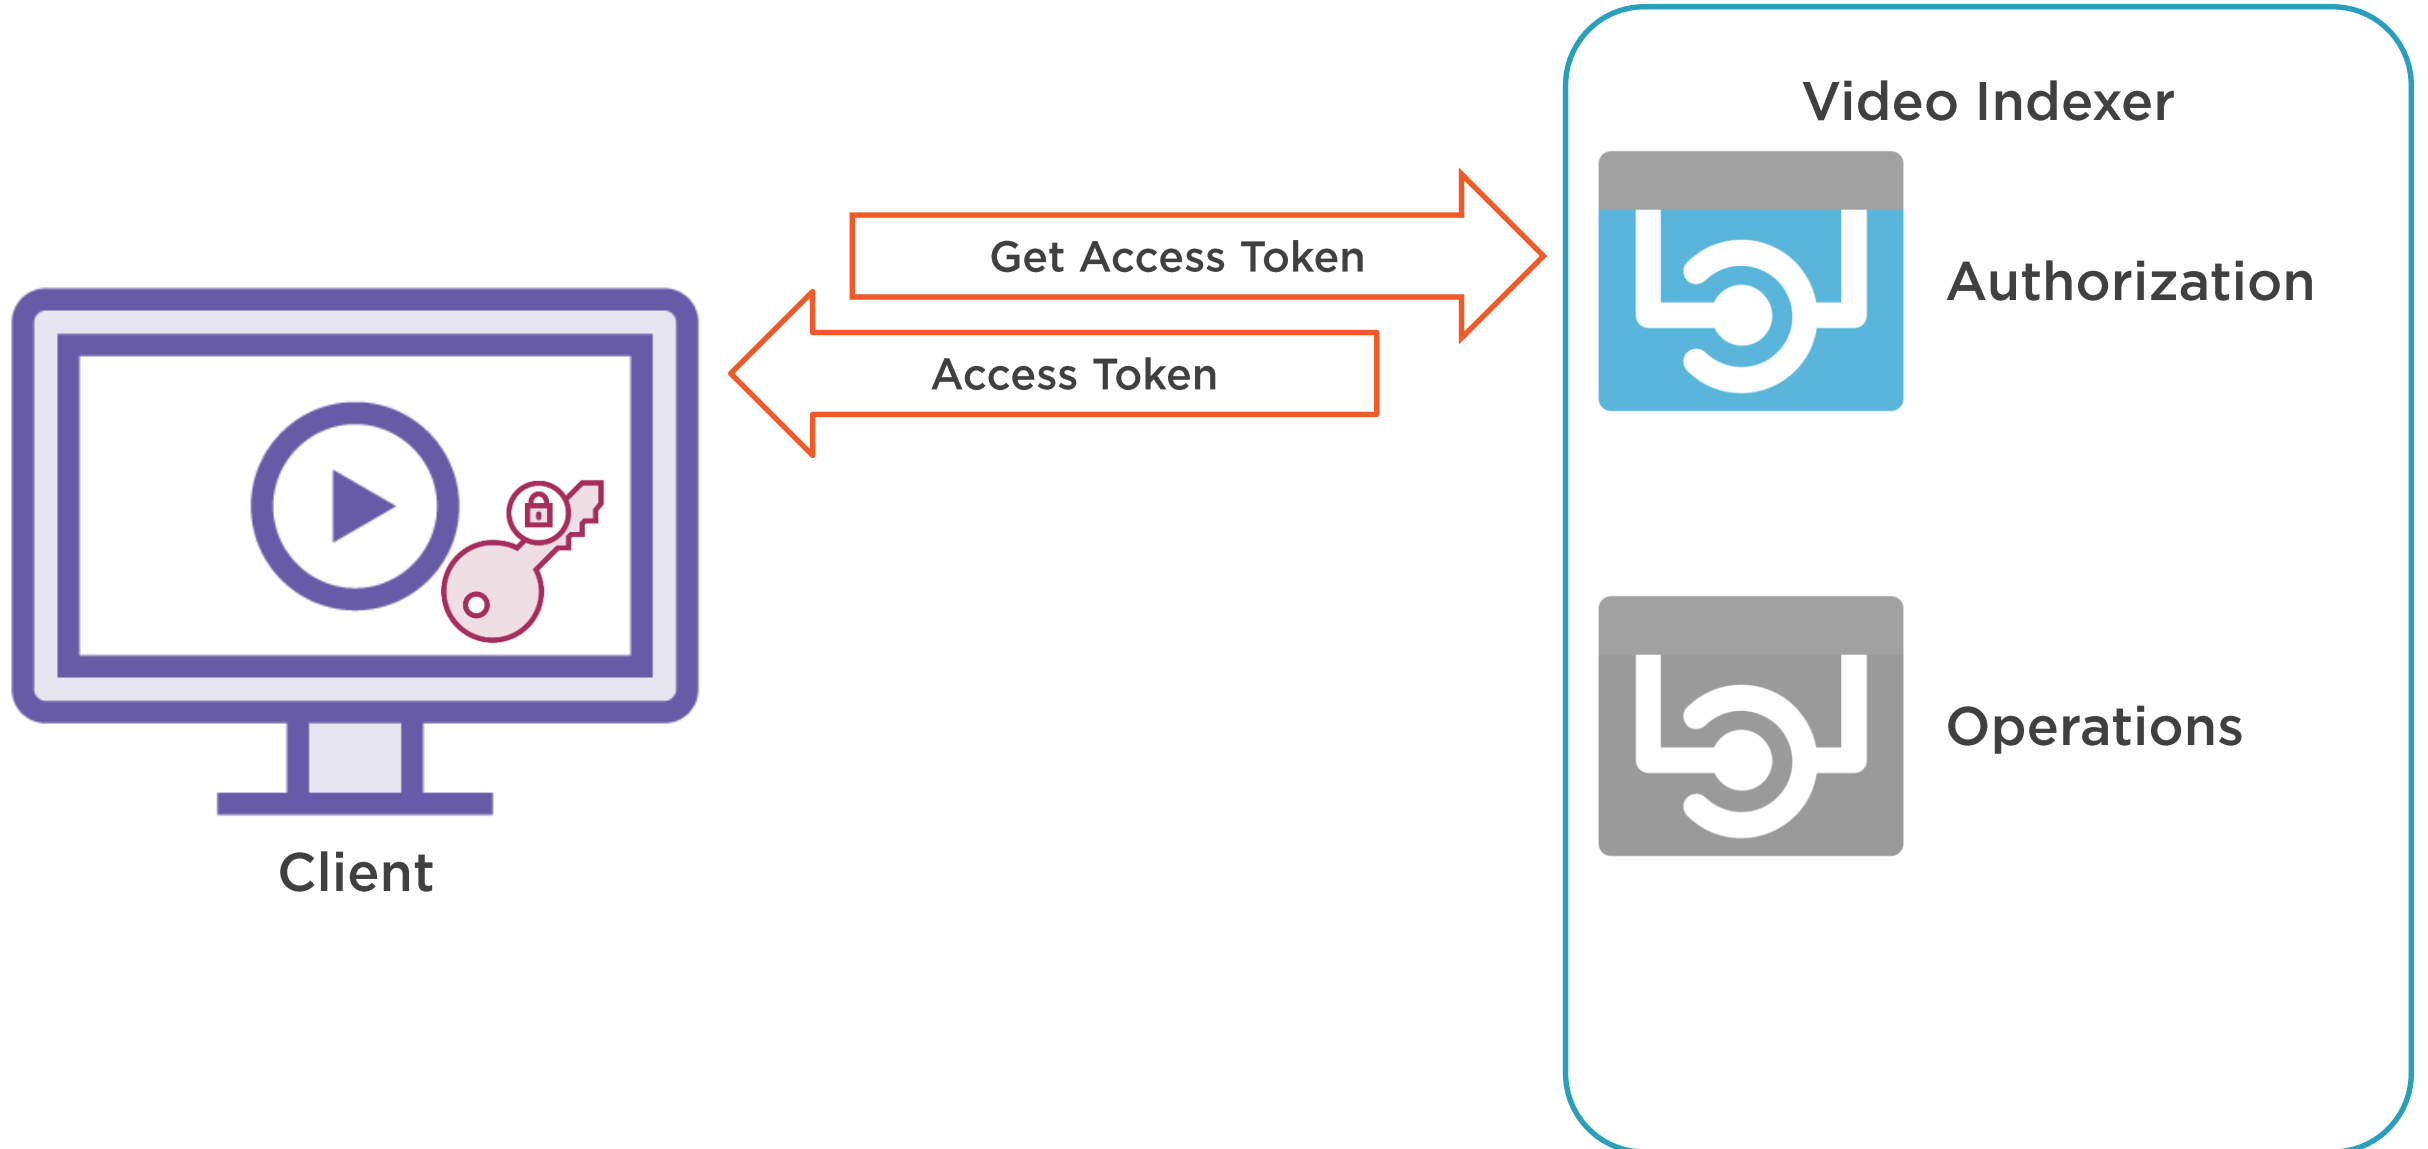 Video Indexer
Get Access Token
Authorization
Access Token
Operations
Client